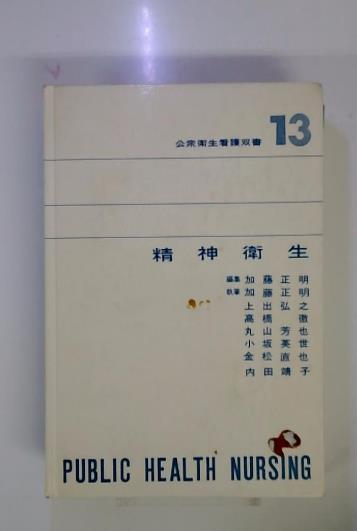 公衆衛生看護双書 13
精神衛生
編集 加藤正明
執筆 加藤正明
上出弘之
高橋徹
丸山芳也
小坂英世
金松直也
内田靖子
PUBLIC HEALTH NURSING